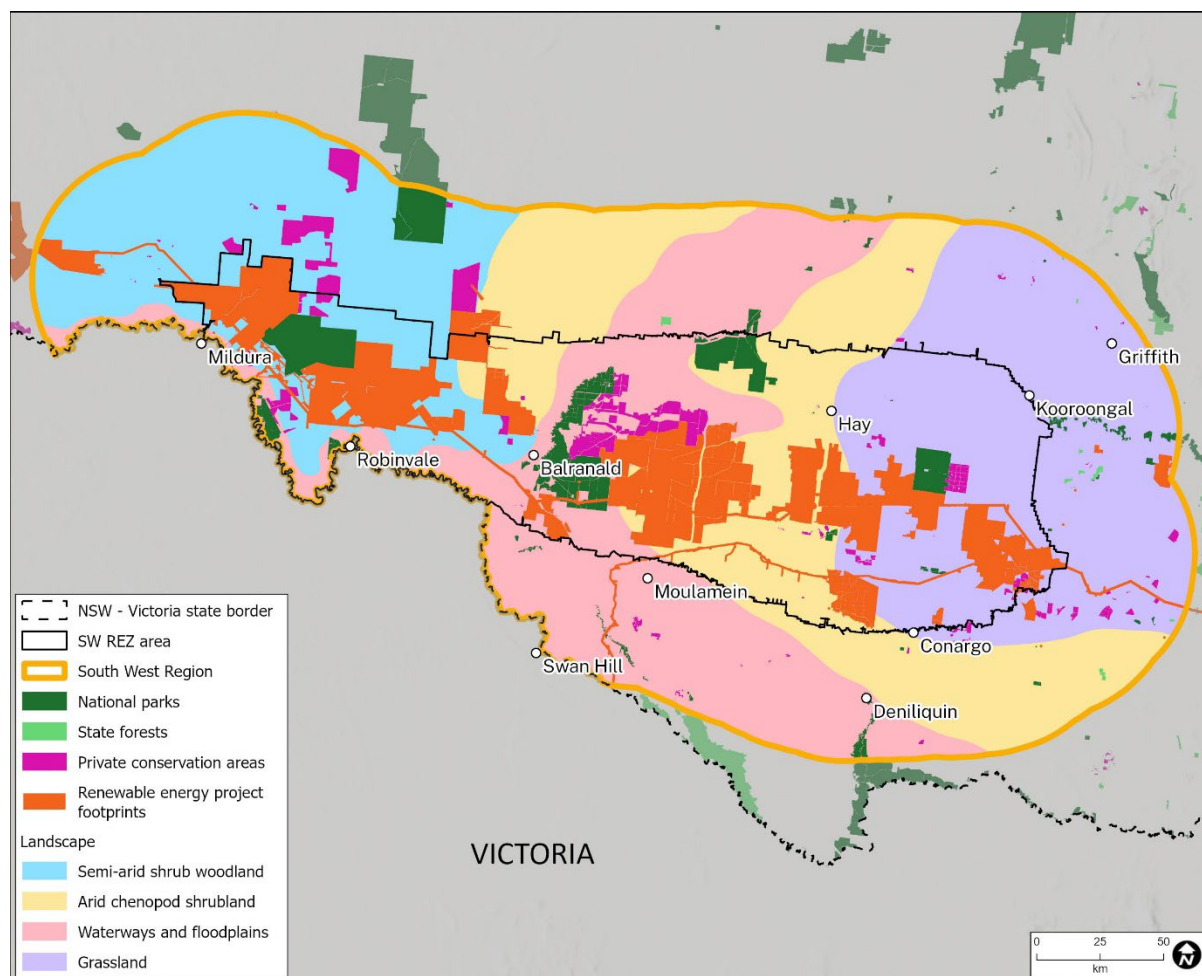 Mildura
Griffith
Kooroongal
Hay
Robinvale
Balranald
Moulamein
Conargo
Swan Hill
Deniliquin
VICTORIA
NSW - Victoria state border
SW REZ area
South West Region
National parks
State forests
Private conservation areas
Renewable energy project
footprints
Landscape
Semi-arid shrub woodland
Arid chenopod shrubland
Waterways and floodplains
Grassland
0 25 50
km
N